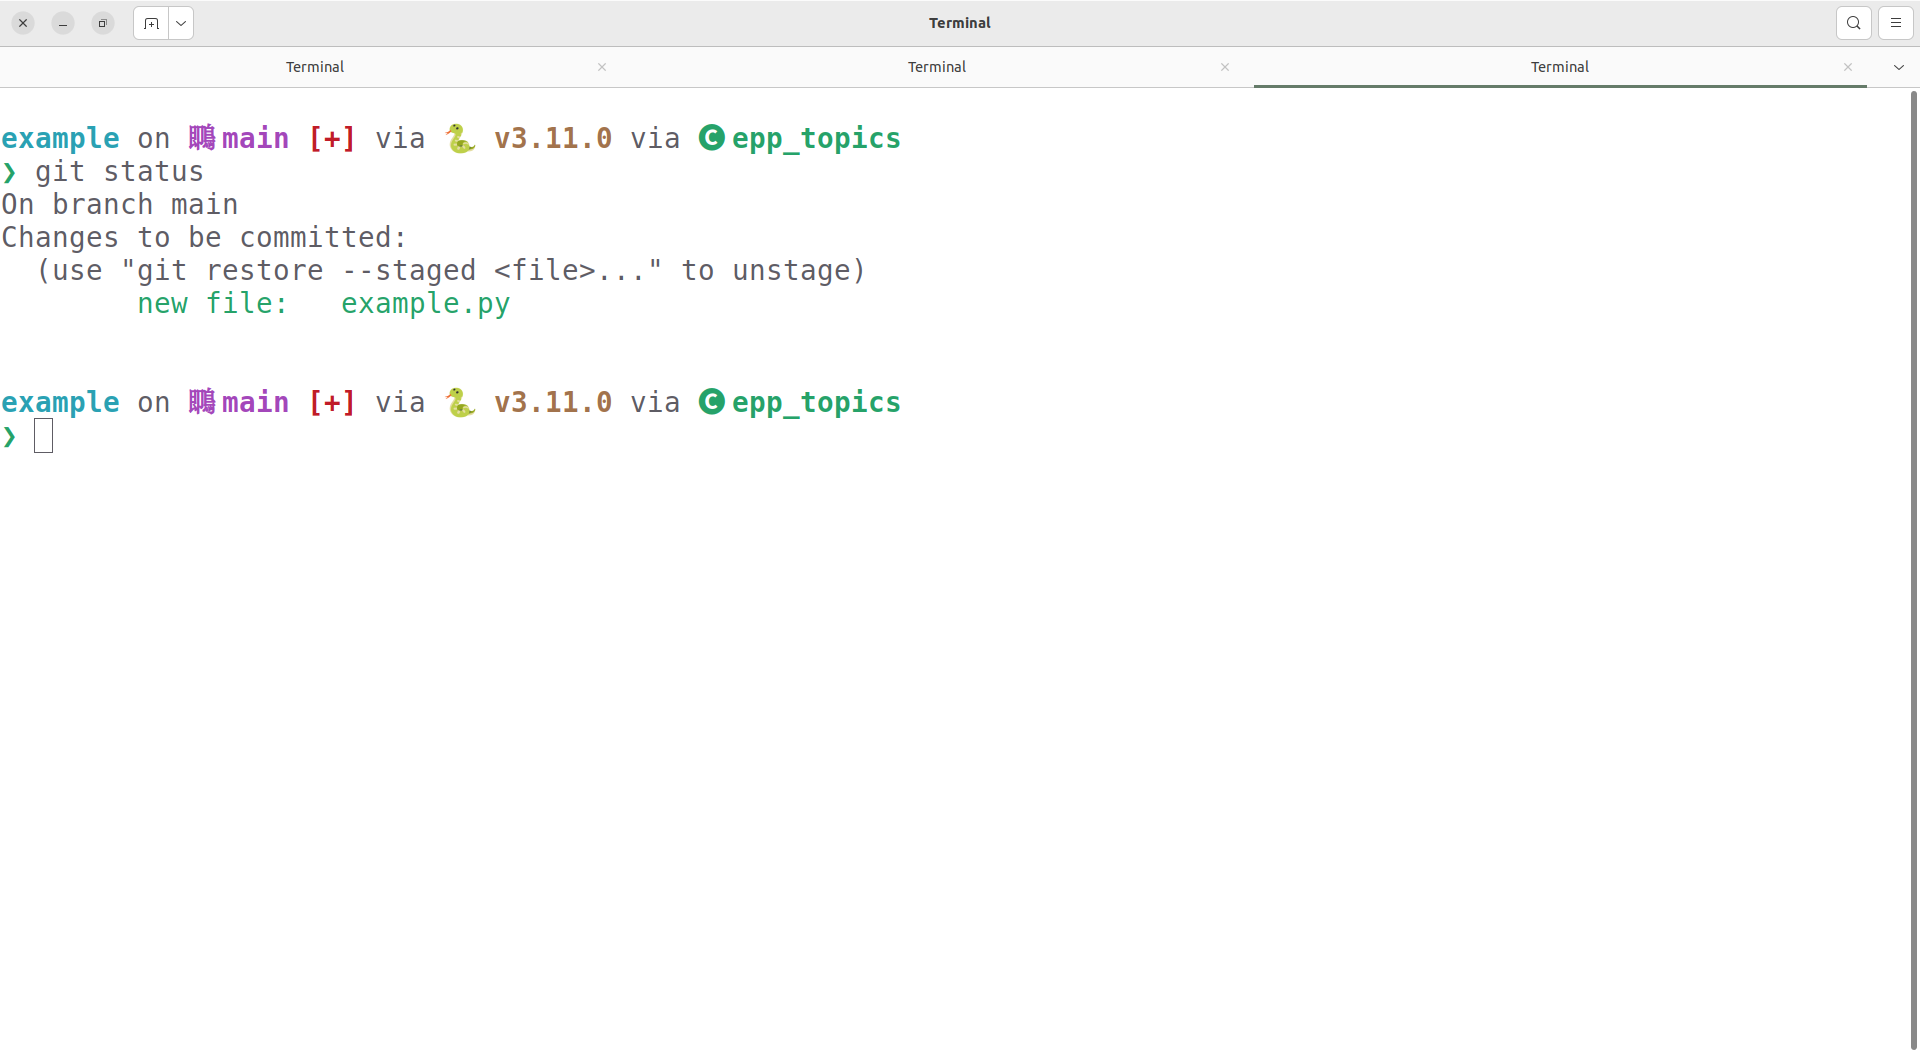 Terminal
Terminal Terminal Terminal
example on main [+] via 🐍 v3.11.0 via 🅒 epp_topics
❯ git status
On branch main
Changes to be committed:
  (use "git restore --staged <file>..." to unstage)
        new file:   example.py
example on main [+] via 🐍 v3.11.0 via 🅒 epp_topics
❯